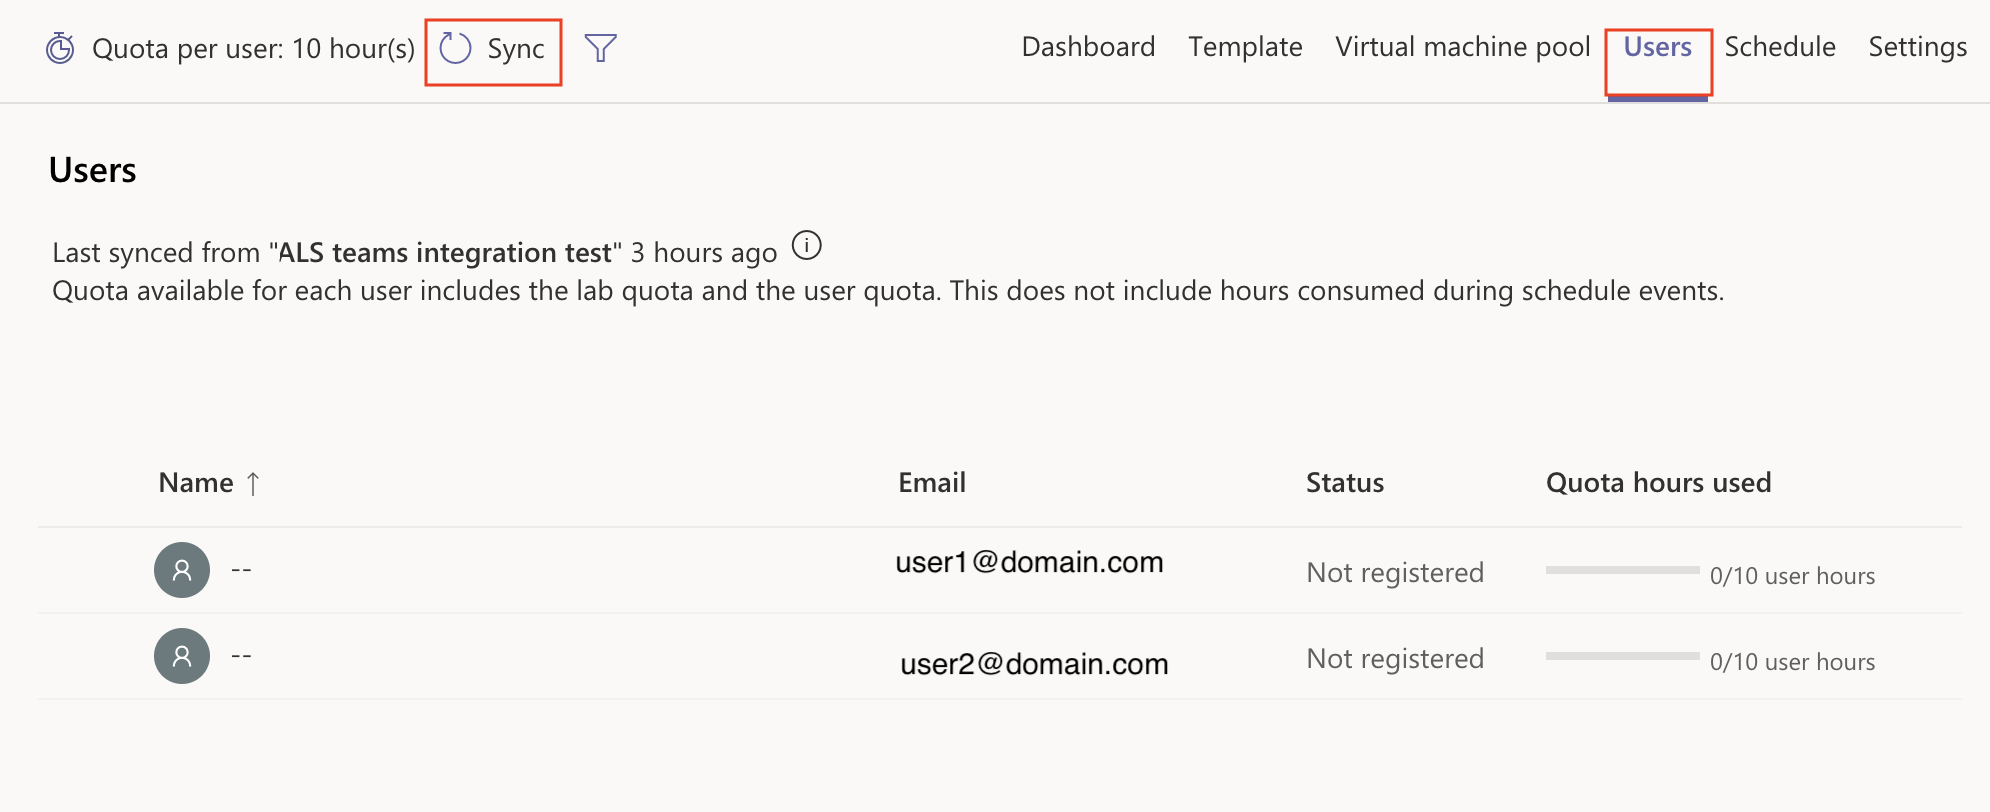 Quota per user: 10 hour(s) Sync Dashboard Template Virtual machine pool Users Schedule Settings
Users
Last synced from "ALS teams integration test" 3 hours ago i
Quota available for each user includes the lab quota and the user quota. This does not include hours consumed during schedule events.
Name ↑ Email Status Quota hours used
-- user1@domain.com Not registered 0/10 user hours
-- user2@domain.com Not registered 0/10 user hours